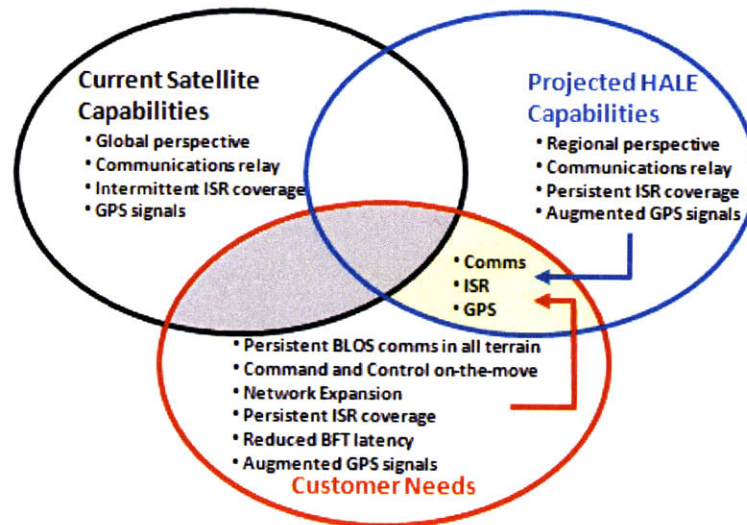 Current Satellite
Capabilities
• Global perspective
• Communications relay
• Intermittent ISR coverage
• GPS signals
Projected HALE
Capabilities
• Regional perspective
• Communications relay
• Persistent ISR coverage
• Augmented GPS signals
• Comms
• ISR
• GPS
• Persistent BLOS comms in all terrain
• Command and Control on-the-move
• Network Expansion
• Persistent ISR coverage
• Reduced BFT latency
• Augmented GPS signals
Customer Needs